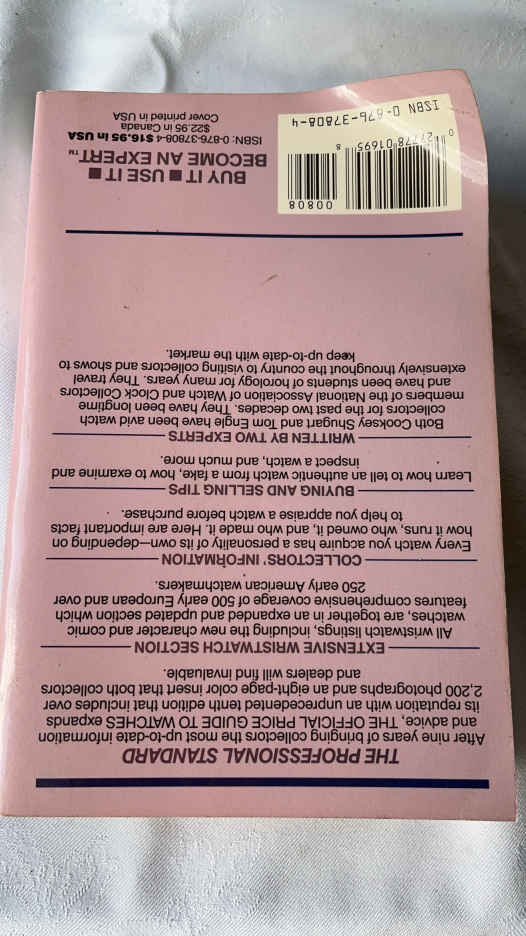 THE PROFESSIONAL STANDARD
After nine years of bringing collectors the most up-to-date information
and advice, THE OFFICIAL PRICE GUIDE TO WATCHES expands
its reputation with an unprecedented tenth edition that includes over
2,200 photographs and an eight-page color insert that both collectors
and dealers will find invaluable.
EXTENSIVE WRISTWATCH SECTION
All wristwatch listings, including the new character and comic
watches, are together in an expanded and updated section which
features comprehensive coverage of 500 early European and over
250 early American watchmakers.
COLLECTORS' INFORMATION
Every watch you acquire has a personality of its own—depending on
how it runs, who owned it, and who made it. Here are important facts
to help you appraise a watch before purchase.
BUYING AND SELLING TIPS
Learn how to tell an authentic watch from a fake, how to examine and
inspect a watch, and much more.
WRITTEN BY TWO EXPERTS
Both Cooksey Shugart and Tom Engle have been avid watch
collectors for the past two decades. They have been longtime
members of the National Association of Watch and Clock Collectors
and have been students of horology for many years. They travel
extensively throughout the country to visiting collectors and shows to
keep up-to-date with the market.
BUY IT ■ USE IT ■
BECOME AN EXPERT™
ISBN: 0-876-37808-4 $16.95 in USA
$22.95 in Canada
Cover printed in USA
00808
0 27778 01695 8
ISBN 0-876-37808-4